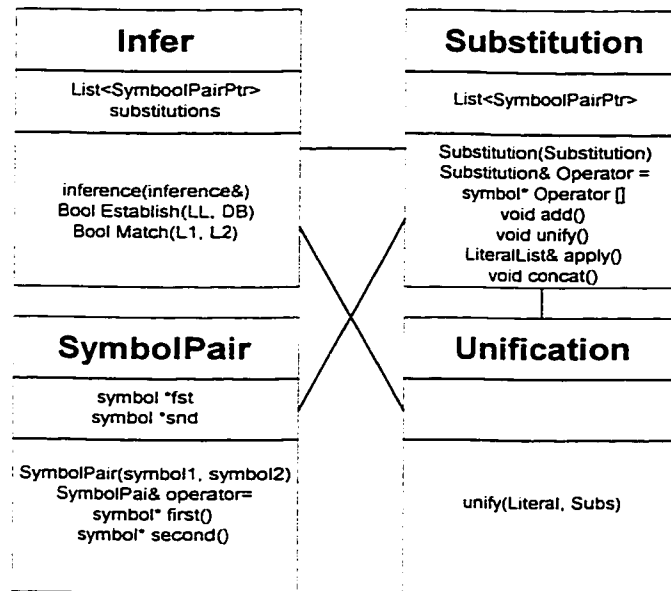 Infer
List<SymboolPairPtr>
substitutions
inference(inference&)
Bool Establish(LL, DB)
Bool Match(L1, L2)
Substitution
List<SymboolPairPtr>
Substitution(Substitution)
Substitution& Operator =
symbol* Operator []
void add()
void unify()
LiteralList& apply()
void concat()
SymbolPair
symbol *fst
symbol *snd
SymbolPair(symbol1, symbol2)
SymbolPai& operator=
symbol* first()
symbol* second()
Unification
unify(Literal, Subs)